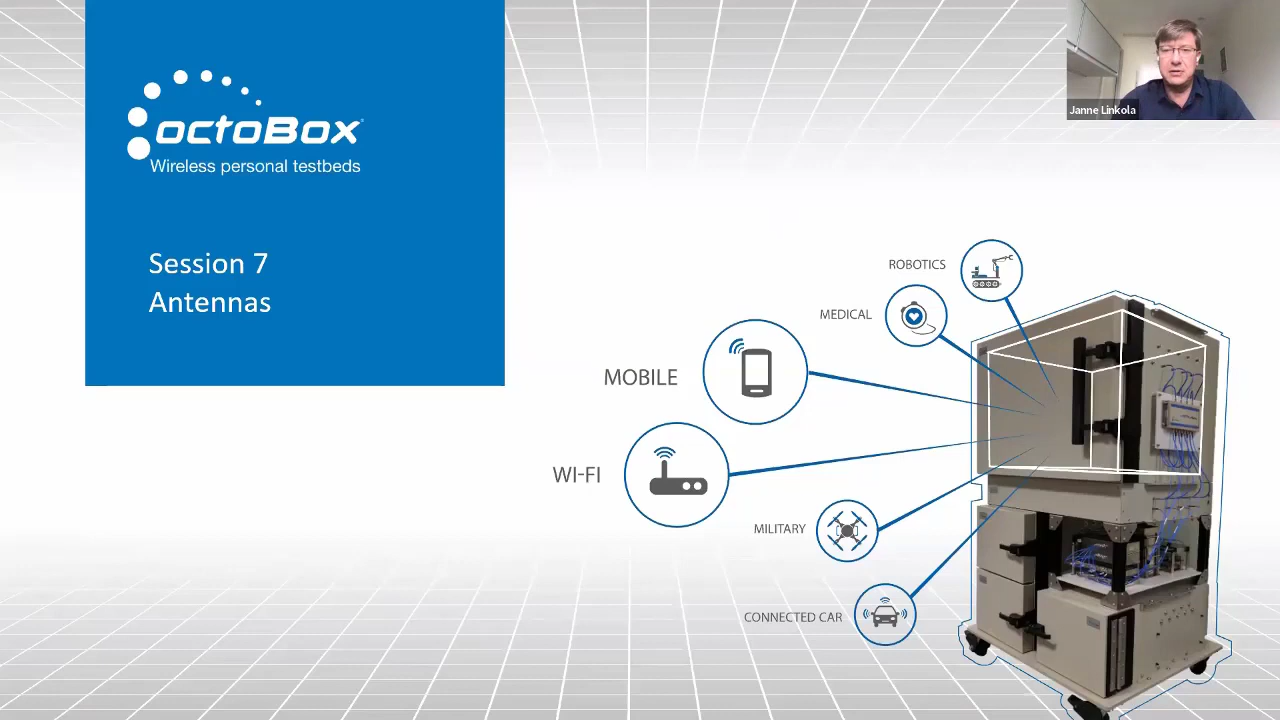 octoBox
Wireless personal testbeds
Session 7
Antennas
Janne Linkola
ROBOTICS
MEDICAL
MOBILE
WI-FI
MILITARY
CONNECTED CAR